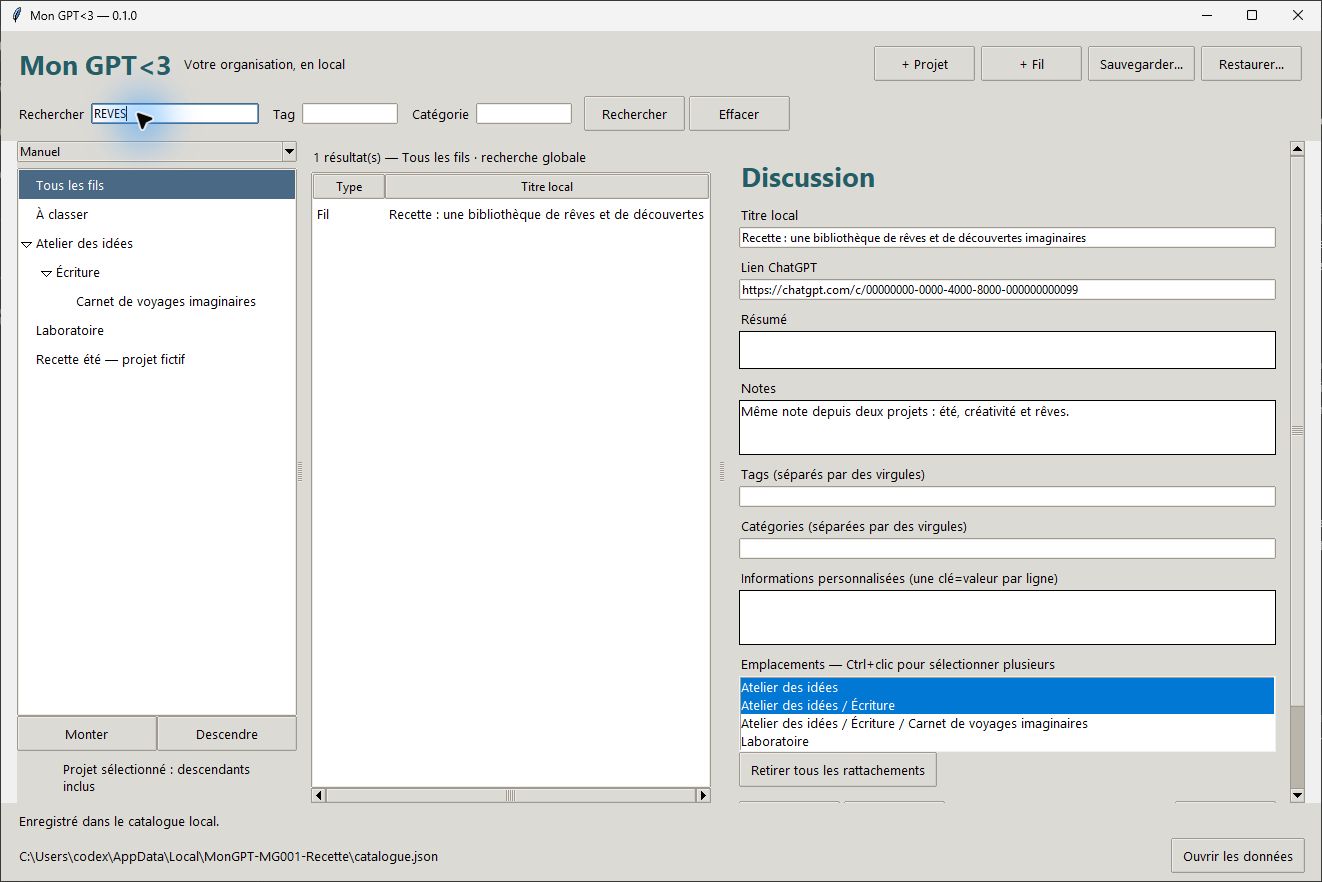 Mon GPT<3 — 0.1.0
Mon GPT<3 Votre organisation, en local
+ Projet
+ Fil
Sauvegarder...
Restaurer...
Rechercher REVES Tag Catégorie Rechercher Effacer
Manuel
Tous les fils
À classer
Atelier des idées
Écriture
Carnet de voyages imaginaires
Laboratoire
Recette été — projet fictif
Monter
Descendre
Projet sélectionné : descendants
inclus
1 résultat(s) — Tous les fils · recherche globale
Type Titre local
Fil Recette : une bibliothèque de rêves et de découvertes
Discussion
Titre local
Recette : une bibliothèque de rêves et de découvertes imaginaires
Lien ChatGPT
https://chatgpt.com/c/00000000-0000-4000-8000-000000000099
Résumé
Notes
Même note depuis deux projets : été, créativité et rêves.
Tags (séparés par des virgules)
Catégories (séparées par des virgules)
Informations personnalisées (une clé=valeur par ligne)
Emplacements — Ctrl+clic pour sélectionner plusieurs
Atelier des idées
Atelier des idées / Écriture
Atelier des idées / Écriture / Carnet de voyages imaginaires
Laboratoire
Retirer tous les rattachements
Enregistré dans le catalogue local.
C:\Users\codex\AppData\Local\MonGPT-MG001-Recette\catalogue.json
Ouvrir les données